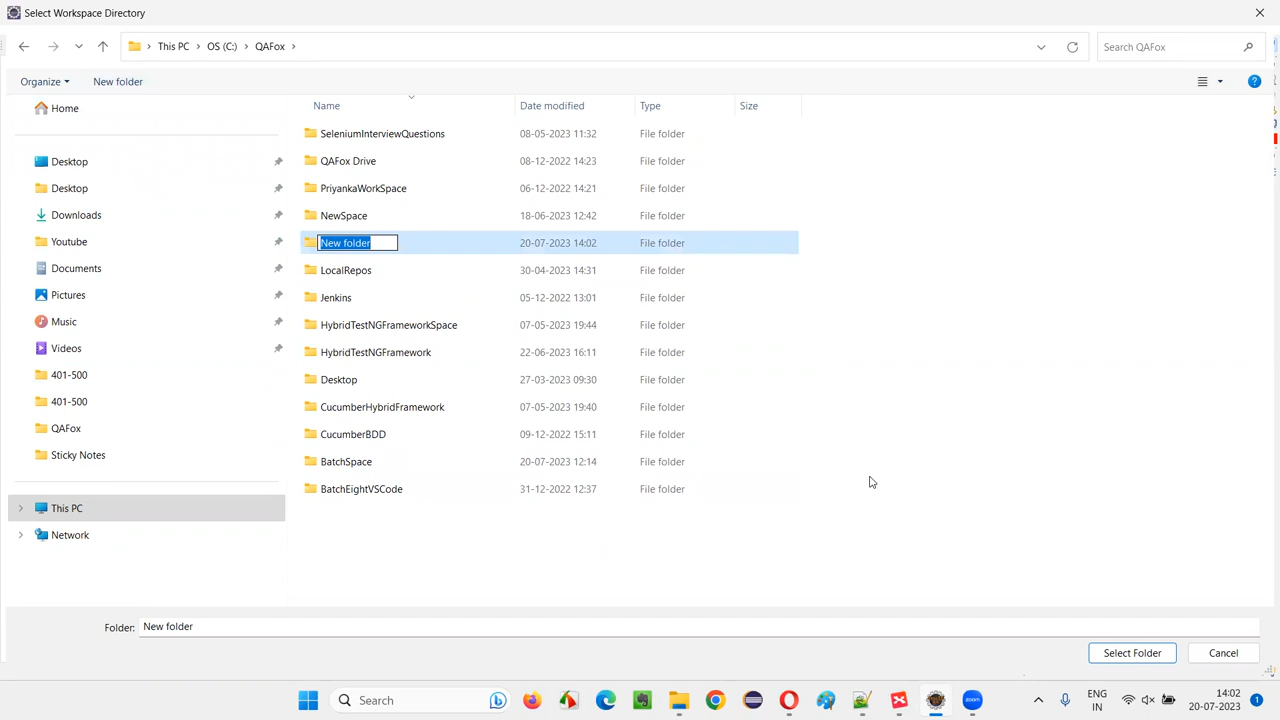 Select Workspace Directory
This PC OS (C:) QAFox
Search QAFox
Organize New folder
Name Date modified Type Size
Home
SeleniumInterviewQuestions 08-05-2023 11:32 File folder
Desktop
QAFox Drive 08-12-2022 14:23 File folder
Desktop
PriyankaWorkSpace 06-12-2022 14:21 File folder
Downloads
NewSpace 18-06-2023 12:42 File folder
Youtube
New folder 20-07-2023 14:02 File folder
Documents
LocalRepos 30-04-2023 14:31 File folder
Pictures
Jenkins 05-12-2022 13:01 File folder
Music
HybridTestNGFrameworkSpace 07-05-2023 19:44 File folder
Videos
HybridTestNGFramework 22-06-2023 16:11 File folder
401-500
Desktop 27-03-2023 09:30 File folder
401-500
CucumberHybridFramework 07-05-2023 19:40 File folder
QAFox
CucumberBDD 09-12-2022 15:11 File folder
Sticky Notes
BatchSpace 20-07-2023 12:14 File folder
BatchEightVSCode 31-12-2022 12:37 File folder
This PC
Network
Folder: New folder
Select Folder Cancel
Search
zoom
ENG
IN
14:02
20-07-2023
1